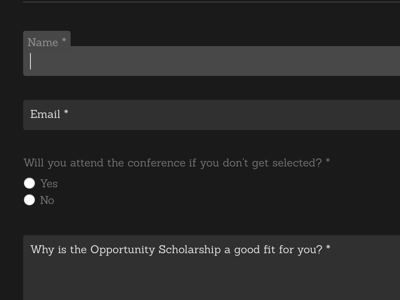 Name *
Email *
Will you attend the conference if you don't get selected? *
Yes
No
Why is the Opportunity Scholarship a good fit for you? *